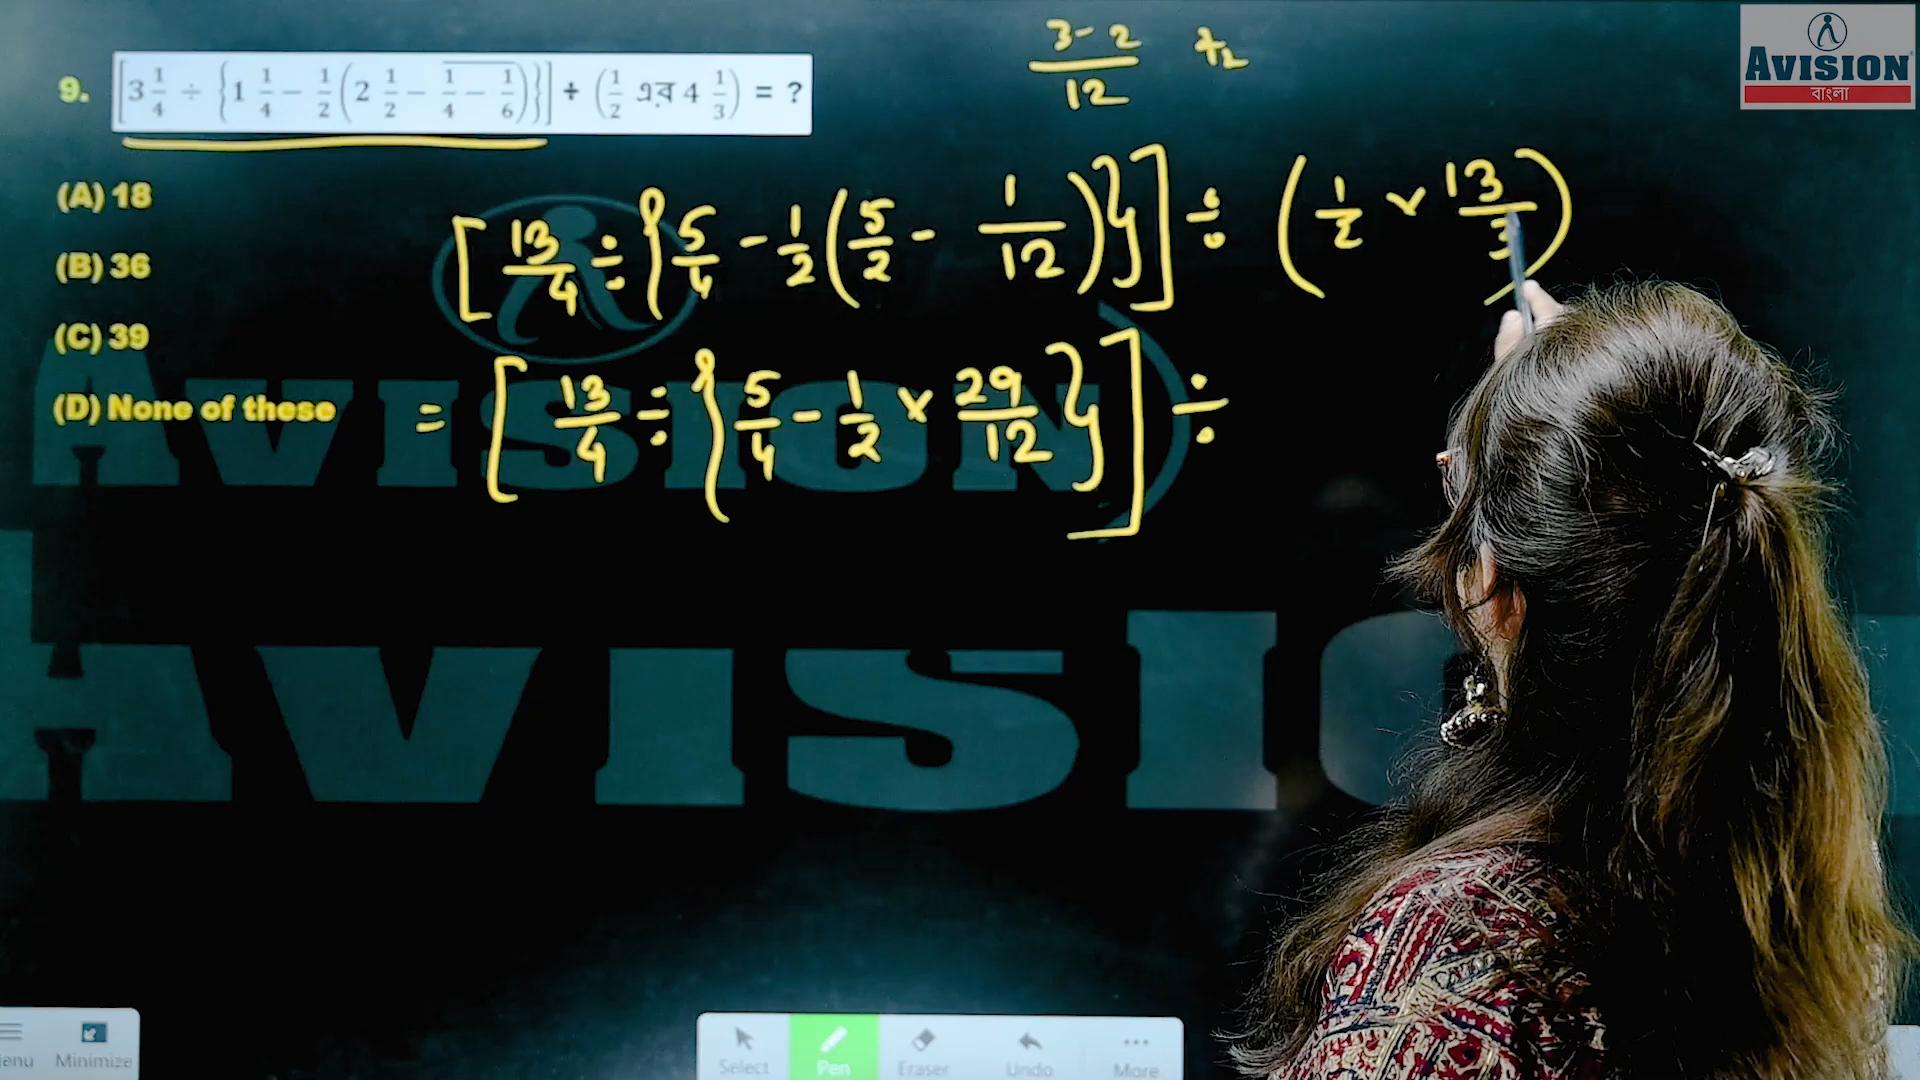 3-2 / 12 1/12
AVISION
বাংলা
9. [3 1/4 ÷ {1 1/4 − 1/2 (2 1/2 − 1/4 − 1/6)}] ÷ (1/2 এর 4 1/3) = ?
(A) 18
(B) 36
(C) 39
(D) None of these
[13/4 ÷ {5/4 − 1/2 (5/2 − 1/12)}] ÷ (1/2 × 13/3)
= [13/4 ÷ {5/4 − 1/2 × 29/12}] ÷
AVISION
AVISIO
enu Minimize Select Pen Eraser Undo More